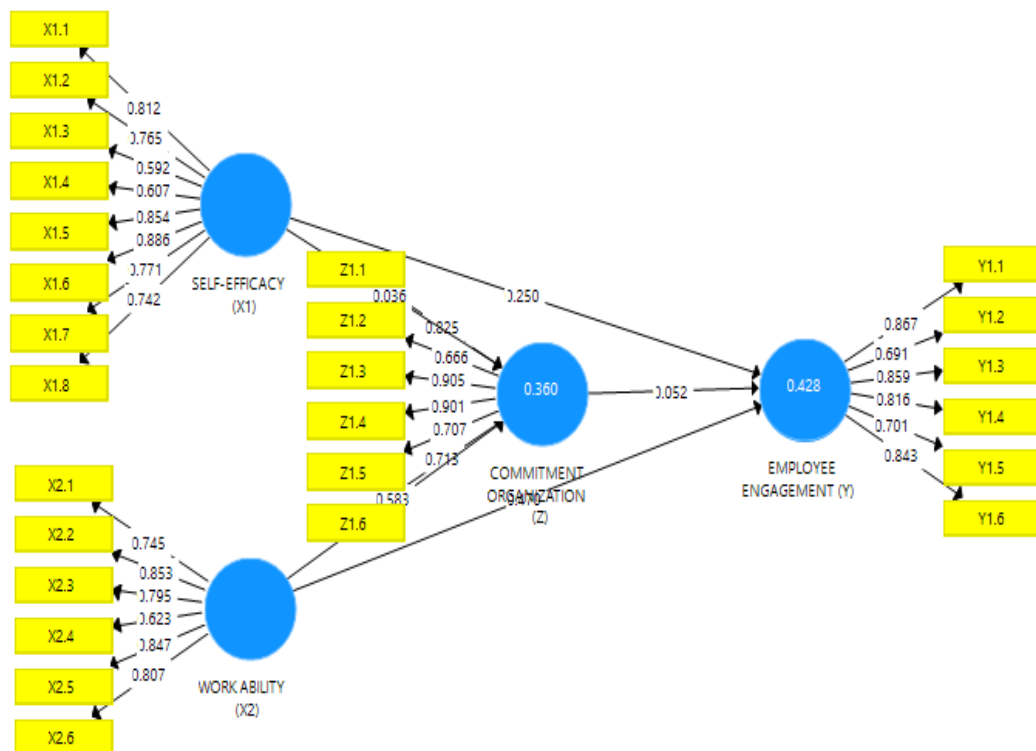 X1.1
X1.2
X1.3
X1.4
X1.5
X1.6
X1.7
X1.8
0.812
0.765
0.592
0.607
0.854
0.886
0.771
0.742
SELF-EFFICACY
(X1)
X2.1
X2.2
X2.3
X2.4
X2.5
X2.6
0.745
0.853
0.795
0.623
0.847
0.807
WORK ABILITY
(X2)
Z1.1
Z1.2
Z1.3
Z1.4
Z1.5
Z1.6
0.036
0.825
0.666
0.905
0.901
0.707
0.713
0.583
0.360
COMMITMENT
ORGANIZATION
(Z)
0.250
0.052
0.428
EMPLOYEE
ENGAGEMENT (Y)
0.867
0.691
0.859
0.816
0.701
0.843
Y1.1
Y1.2
Y1.3
Y1.4
Y1.5
Y1.6